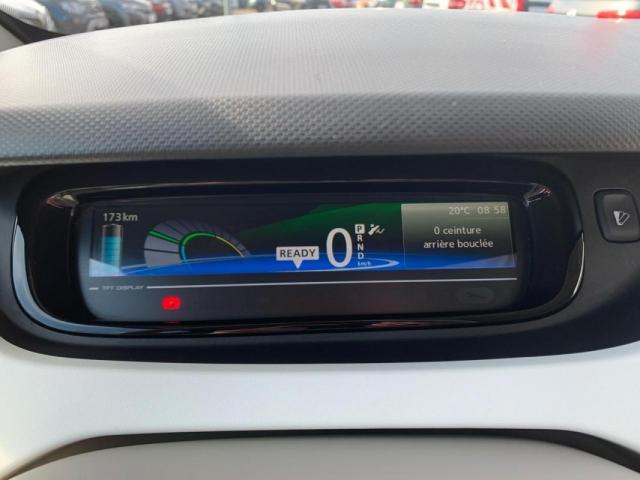 173km
20°C 08 58
0 ceinture
arrière bouclée
READY
0
P
R
N
D
km/h
TFT DISPLAY